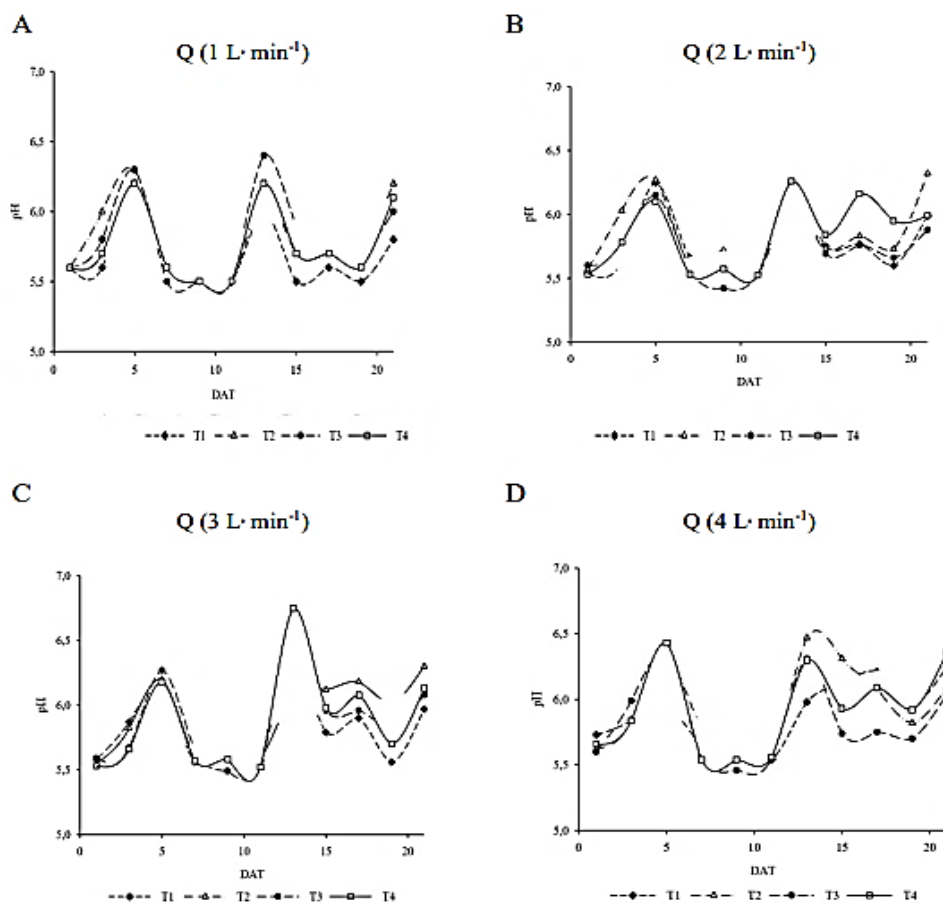 A
Q (1 L· min⁻¹)
7,0
6,5
6,0
5,5
5,0
pH
0 5 10 15 20
DAT
T1 T2 T3 T4
B
Q (2 L· min⁻¹)
7,0
6,5
6,0
5,5
5,0
pH
0 5 10 15 20
DAT
T1 T2 T3 T4
C
Q (3 L· min⁻¹)
7,0
6,5
6,0
5,5
5,0
pH
0 5 10 15 20
DAT
T1 T2 T3 T4
D
Q (4 L· min⁻¹)
7,0
6,5
6,0
5,5
5,0
pH
0 5 10 15 20
DAT
T1 T2 T3 T4